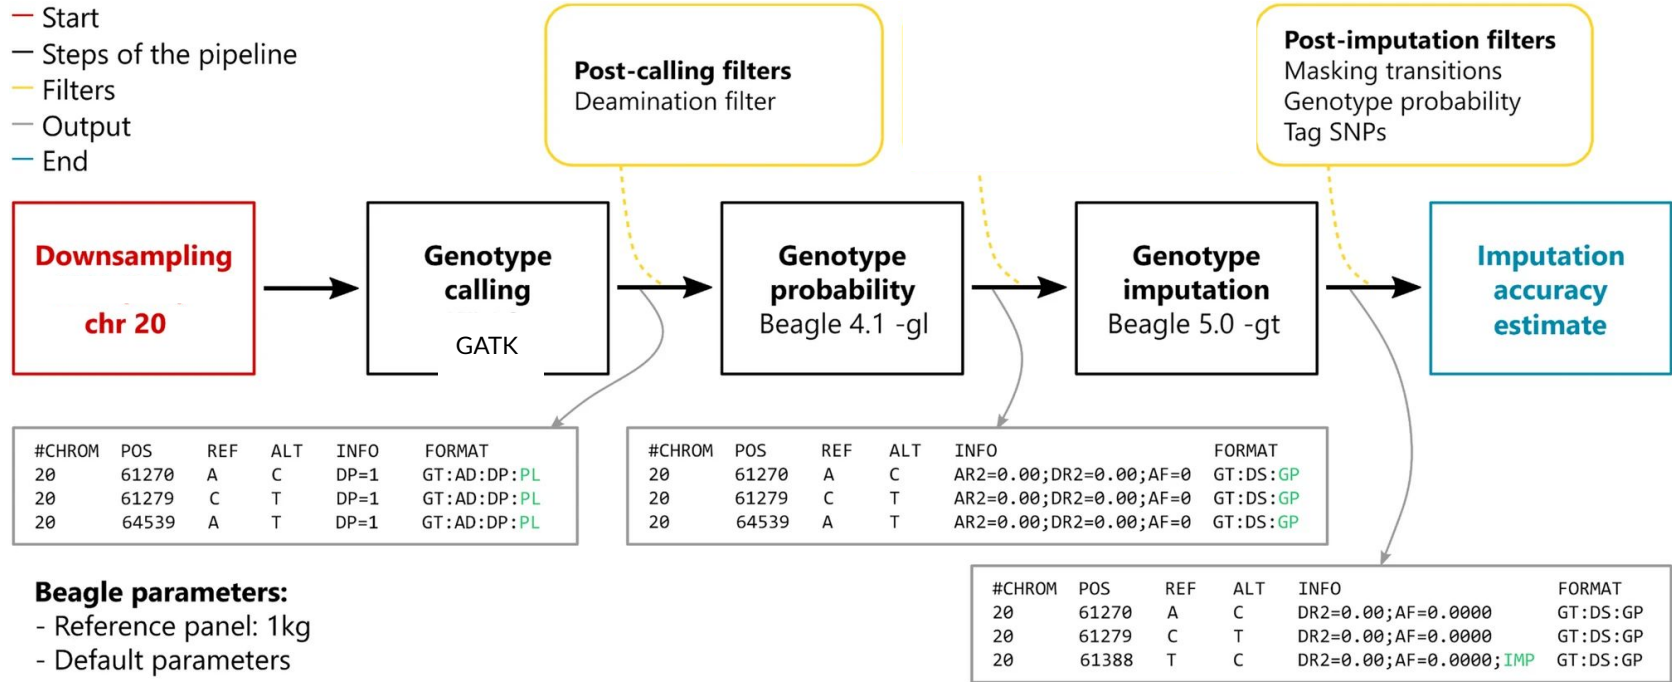 Start
Steps of the pipeline
Filters
Output
End
Post-calling filters
Deamination filter
Post-imputation filters
Masking transitions
Genotype probability
Tag SNPs
Downsampling
chr 20
Genotype
calling
GATK
Genotype
probability
Beagle 4.1 -gl
Genotype
imputation
Beagle 5.0 -gt
Imputation
accuracy
estimate
#CHROM POS REF ALT INFO FORMAT
20 61270 A C DP=1 GT:AD:DP:PL
20 61279 C T DP=1 GT:AD:DP:PL
20 64539 A T DP=1 GT:AD:DP:PL
#CHROM POS REF ALT INFO FORMAT
20 61270 A C AR2=0.00;DR2=0.00;AF=0 GT:DS:GP
20 61279 C T AR2=0.00;DR2=0.00;AF=0 GT:DS:GP
20 64539 A T AR2=0.00;DR2=0.00;AF=0 GT:DS:GP
#CHROM POS REF ALT INFO FORMAT
20 61270 A C DR2=0.00;AF=0.0000 GT:DS:GP
20 61279 C T DR2=0.00;AF=0.0000 GT:DS:GP
20 61388 T C DR2=0.00;AF=0.0000;IMP GT:DS:GP
Beagle parameters:
- Reference panel: 1kg
- Default parameters